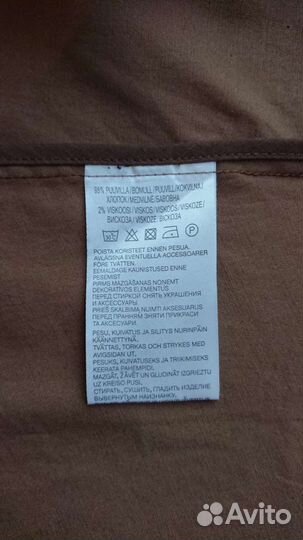 98% PUUVILLA/BOMULL/PUUVILL/KOKVILNA/
ХЛОПОК/MEDVILNĖ/БАВОВНА
2% VISKOOSI/VISKOS/VISKOOS/VISKOZE/
ВИСКОЗА/VISKOZĖ/ВІСКОЗА
30°C
POISTA KORISTEET ENNEN PESUA.
AVLÄGSNA EVENTUELLA ACCESSOARER
FÖRE TVÄTTEN.
EEMALDAGE KAUNISTUSED ENNE
PESEMIST
PIRMS MAZGĀŠANAS NOŅEMT
DEKORATĪVOS ELEMENTUS
ПЕРЕД СТИРКОЙ СНЯТЬ УКРАШЕНИЯ
И АКСЕССУАРЫ.
PRIEŠ SKALBIMĄ NUIMTI AKSESUARUS
ПЕРЕД ПРАННЯМ ЗНЯТИ ПРИКРАСИ
ТА АКСЕСУАРИ
PESU, KUIVATUS JA SILITYS NURINPÄIN
KÄÄNNETTYNÄ.
TVÄTTAS, TORKAS OCH STRYKES MED
AVIGSIDAN UT.
PESUKS, KUIVATUSEKS JA TRIIKIMISEKS
KEERATA PAHEMPIDI.
MAZGĀT, ŽĀVĒT UN GLUDINĀT IZGRIEZTU
UZ KREISO PUSI.
СТИРАТЬ, СУШИТЬ, ГЛАДИТЬ ИЗДЕЛИЕ
ВЫВЕРНУТЫМ НАИЗНАНКУ.
Avito